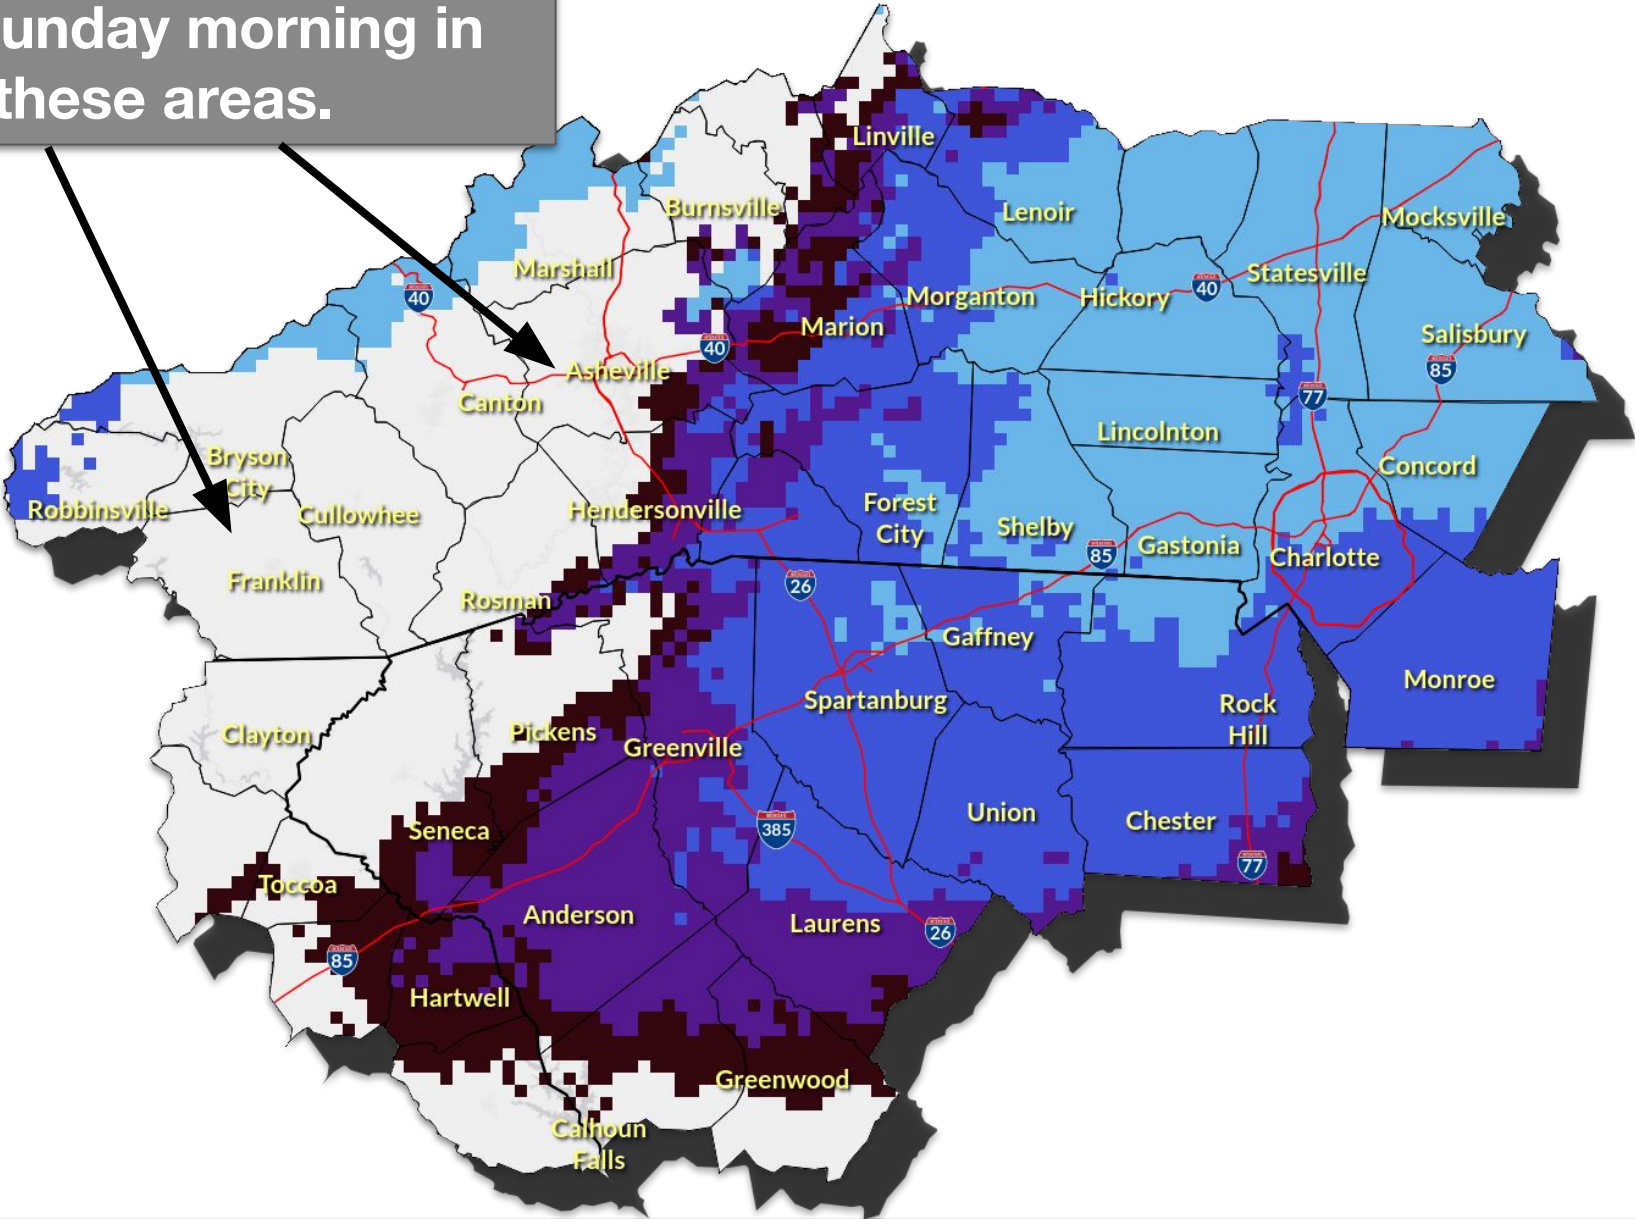 unday morning in
these areas.
Linville
Burnsville
Lenoir
Mocksville
Marshall
Statesville
40
Morganton
Hickory
40
Marion
Salisbury
40
85
Asheville
77
Canton
Lincolnton
Bryson
City
Concord
Robbinsville
Cullowhee
Hendersonville
Forest
City
Shelby
85
Gastonia
Charlotte
Franklin
26
Rosman
Gaffney
Monroe
Spartanburg
Rock
Hill
Clayton
Pickens
Greenville
Union
Chester
Seneca
385
77
Toccoa
Anderson
Laurens
26
85
Hartwell
Greenwood
Calhoun
Falls